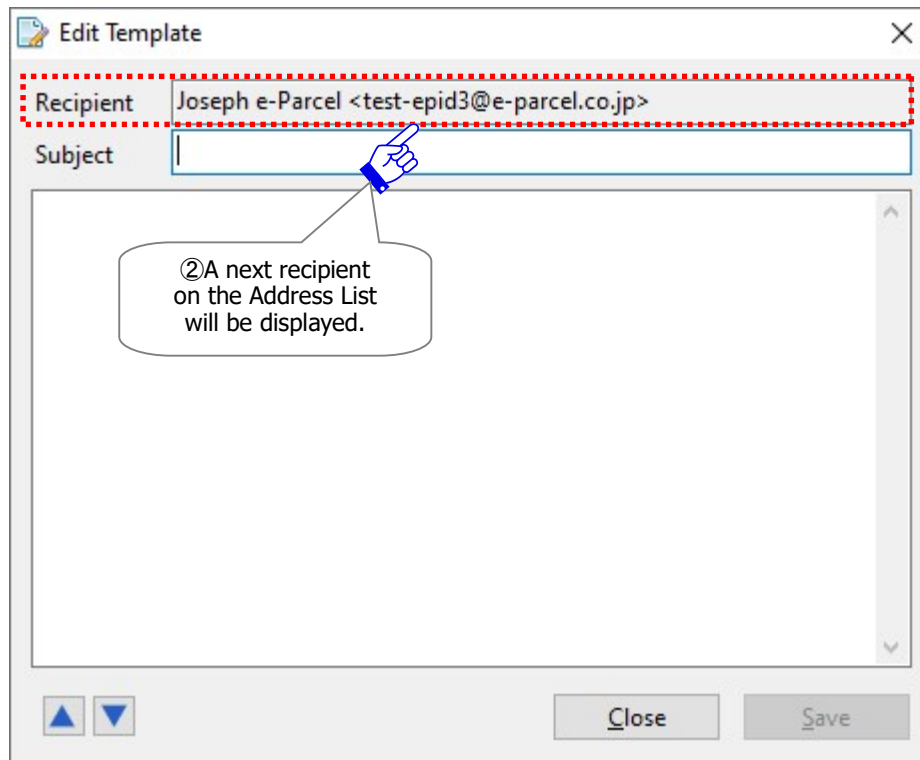 Edit Template
Recipient Joseph e-Parcel <test-epid3@e-parcel.co.jp>
Subject
②A next recipient
on the Address List
will be displayed.
Close Save